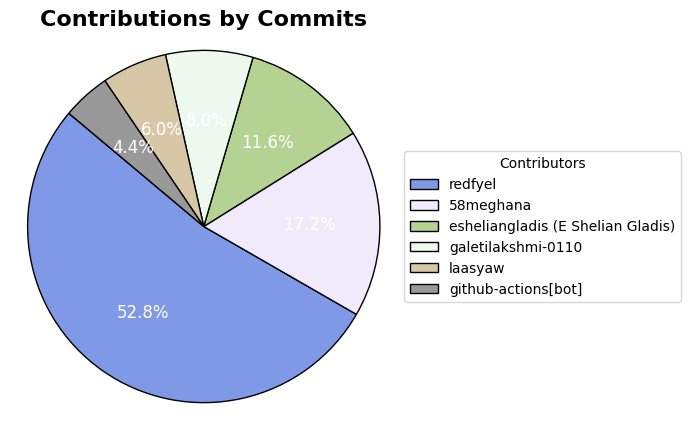 Contributions by Commits
4.4%
6.0%
8.0%
11.6%
17.2%
52.8%
Contributors
redfyel
58meghana
esheliangladis (E Shelian Gladis)
galetilakshmi-0110
laasyaw
github-actions[bot]